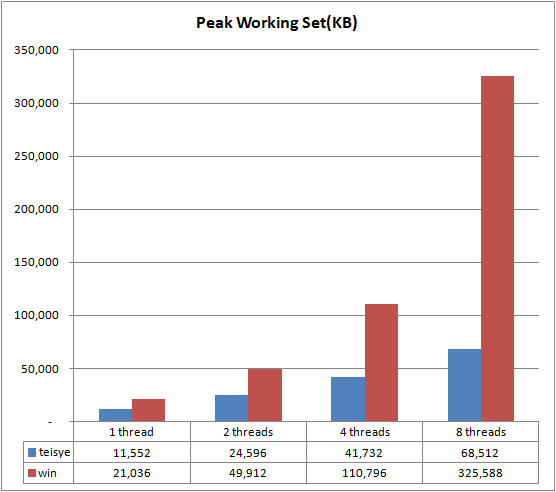 Peak Working Set(KB)
350,000
300,000
250,000
200,000
150,000
100,000
50,000
-
1 thread 2 threads 4 threads 8 threads
teisye 11,552 24,596 41,732 68,512
win 21,036 49,912 110,796 325,588